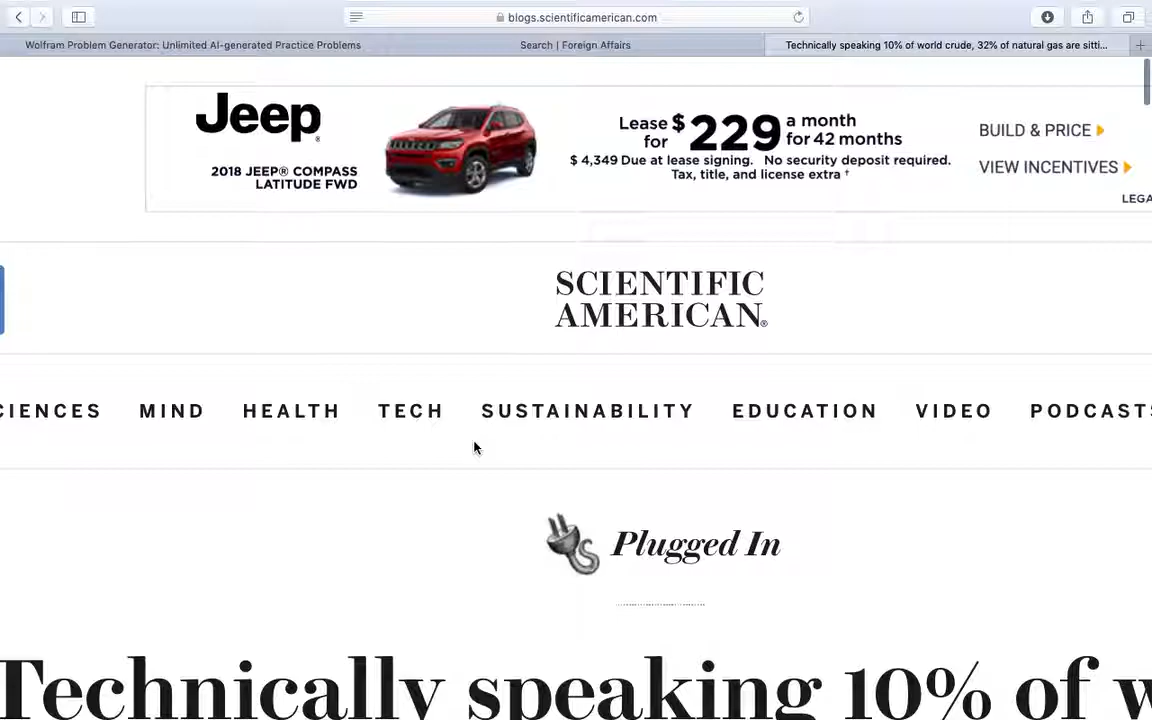 blogs.scientificamerican.com
Wolfram Problem Generator: Unlimited AI-generated Practice Problems
Search | Foreign Affairs
Technically speaking 10% of world crude, 32% of natural gas are sitti...
Jeep
2018 JEEP® COMPASS
LATITUDE FWD
Lease for $229 a month for 42 months
$ 4,349 Due at lease signing. No security deposit required.
Tax, title, and license extra †
BUILD & PRICE
VIEW INCENTIVES
LEGA
SCIENTIFIC
AMERICAN®
CIENCES MIND HEALTH TECH SUSTAINABILITY EDUCATION VIDEO PODCASTS
Plugged In
Technically speaking 10% of w